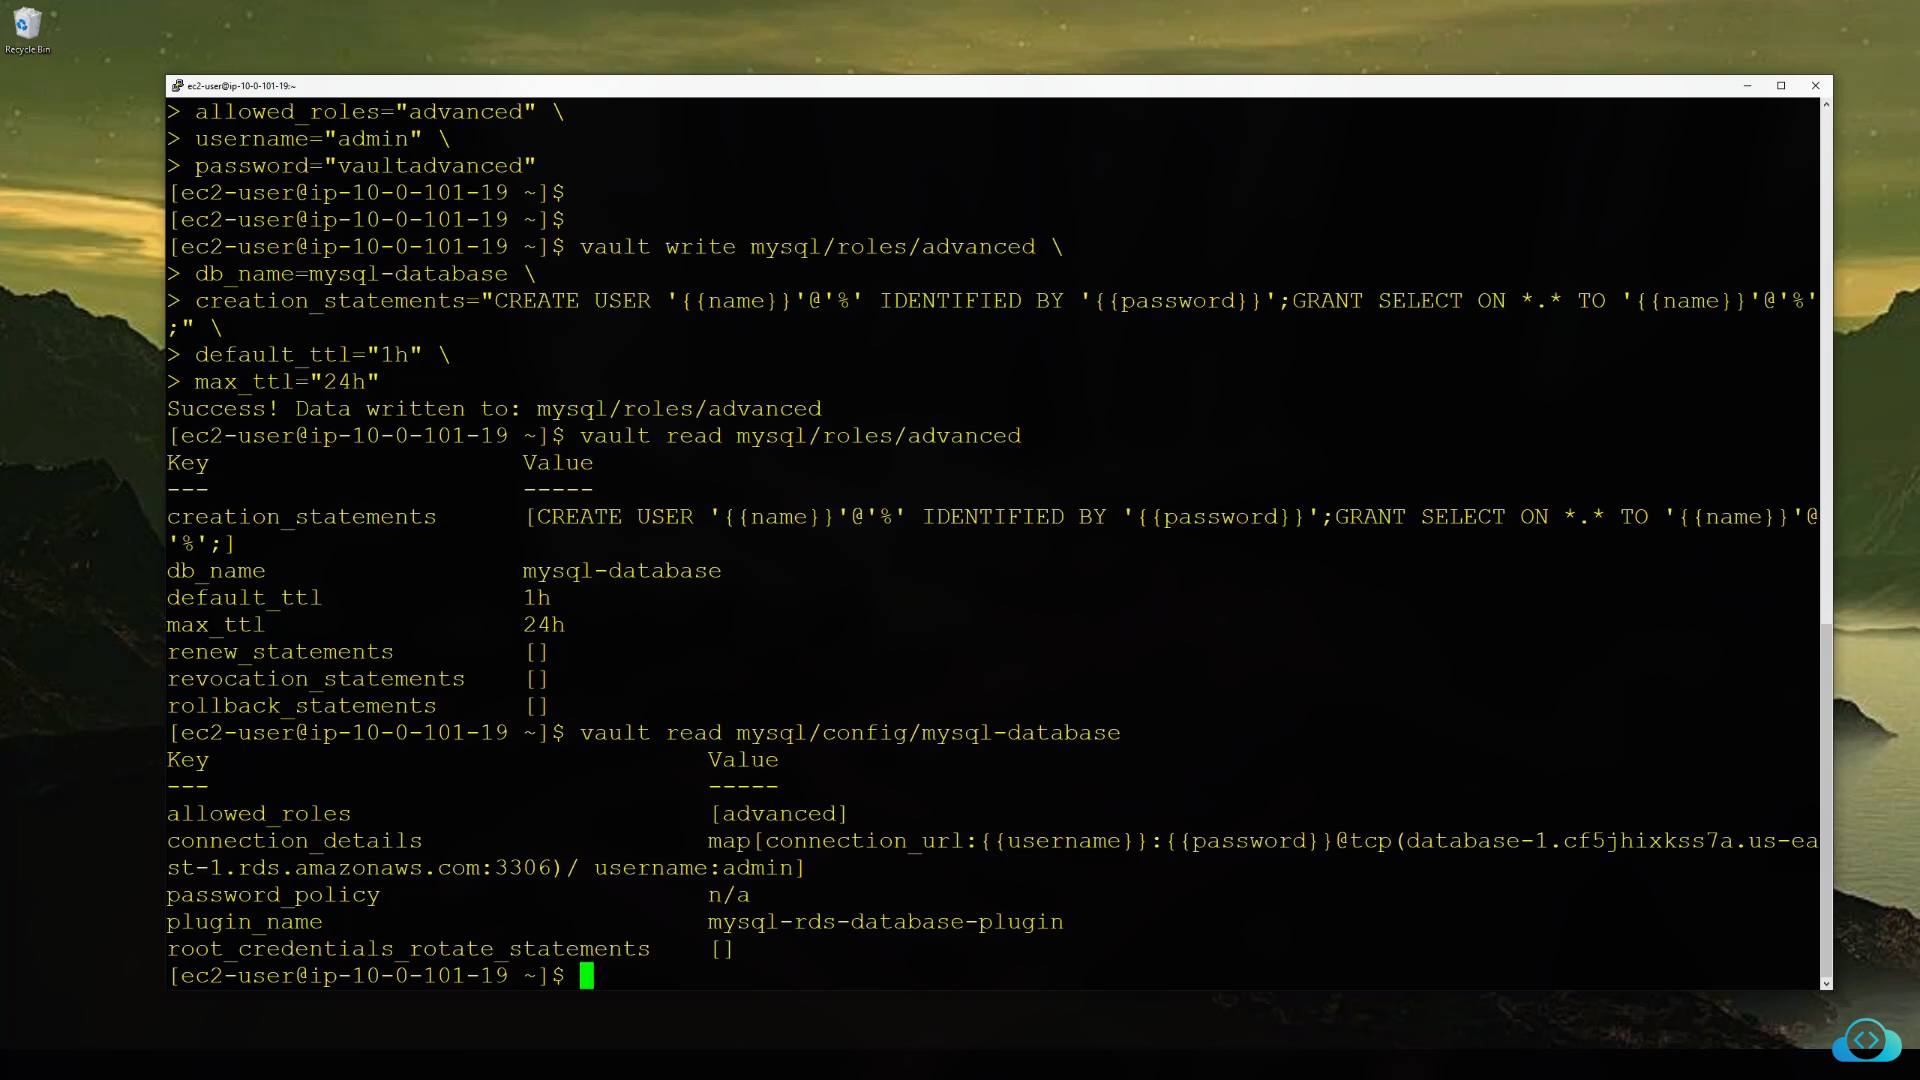 Recycle Bin
ec2-user@ip-10-0-101-19:~
> allowed_roles="advanced" \
> username="admin" \
> password="vaultadvanced"
[ec2-user@ip-10-0-101-19 ~]$
[ec2-user@ip-10-0-101-19 ~]$
[ec2-user@ip-10-0-101-19 ~]$ vault write mysql/roles/advanced \
> db_name=mysql-database \
> creation_statements="CREATE USER '{{name}}'@'%' IDENTIFIED BY '{{password}}';GRANT SELECT ON *.* TO '{{name}}'@'%'
;" \
> default_ttl="1h" \
> max_ttl="24h"
Success! Data written to: mysql/roles/advanced
[ec2-user@ip-10-0-101-19 ~]$ vault read mysql/roles/advanced
Key Value
--- -----
creation_statements [CREATE USER '{{name}}'@'%' IDENTIFIED BY '{{password}}';GRANT SELECT ON *.* TO '{{name}}'@
'%';]
db_name mysql-database
default_ttl 1h
max_ttl 24h
renew_statements []
revocation_statements []
rollback_statements []
[ec2-user@ip-10-0-101-19 ~]$ vault read mysql/config/mysql-database
Key Value
--- -----
allowed_roles [advanced]
connection_details map[connection_url:{{username}}:{{password}}@tcp(database-1.cf5jhixkss7a.us-ea
st-1.rds.amazonaws.com:3306)/ username:admin]
password_policy n/a
plugin_name mysql-rds-database-plugin
root_credentials_rotate_statements []
[ec2-user@ip-10-0-101-19 ~]$